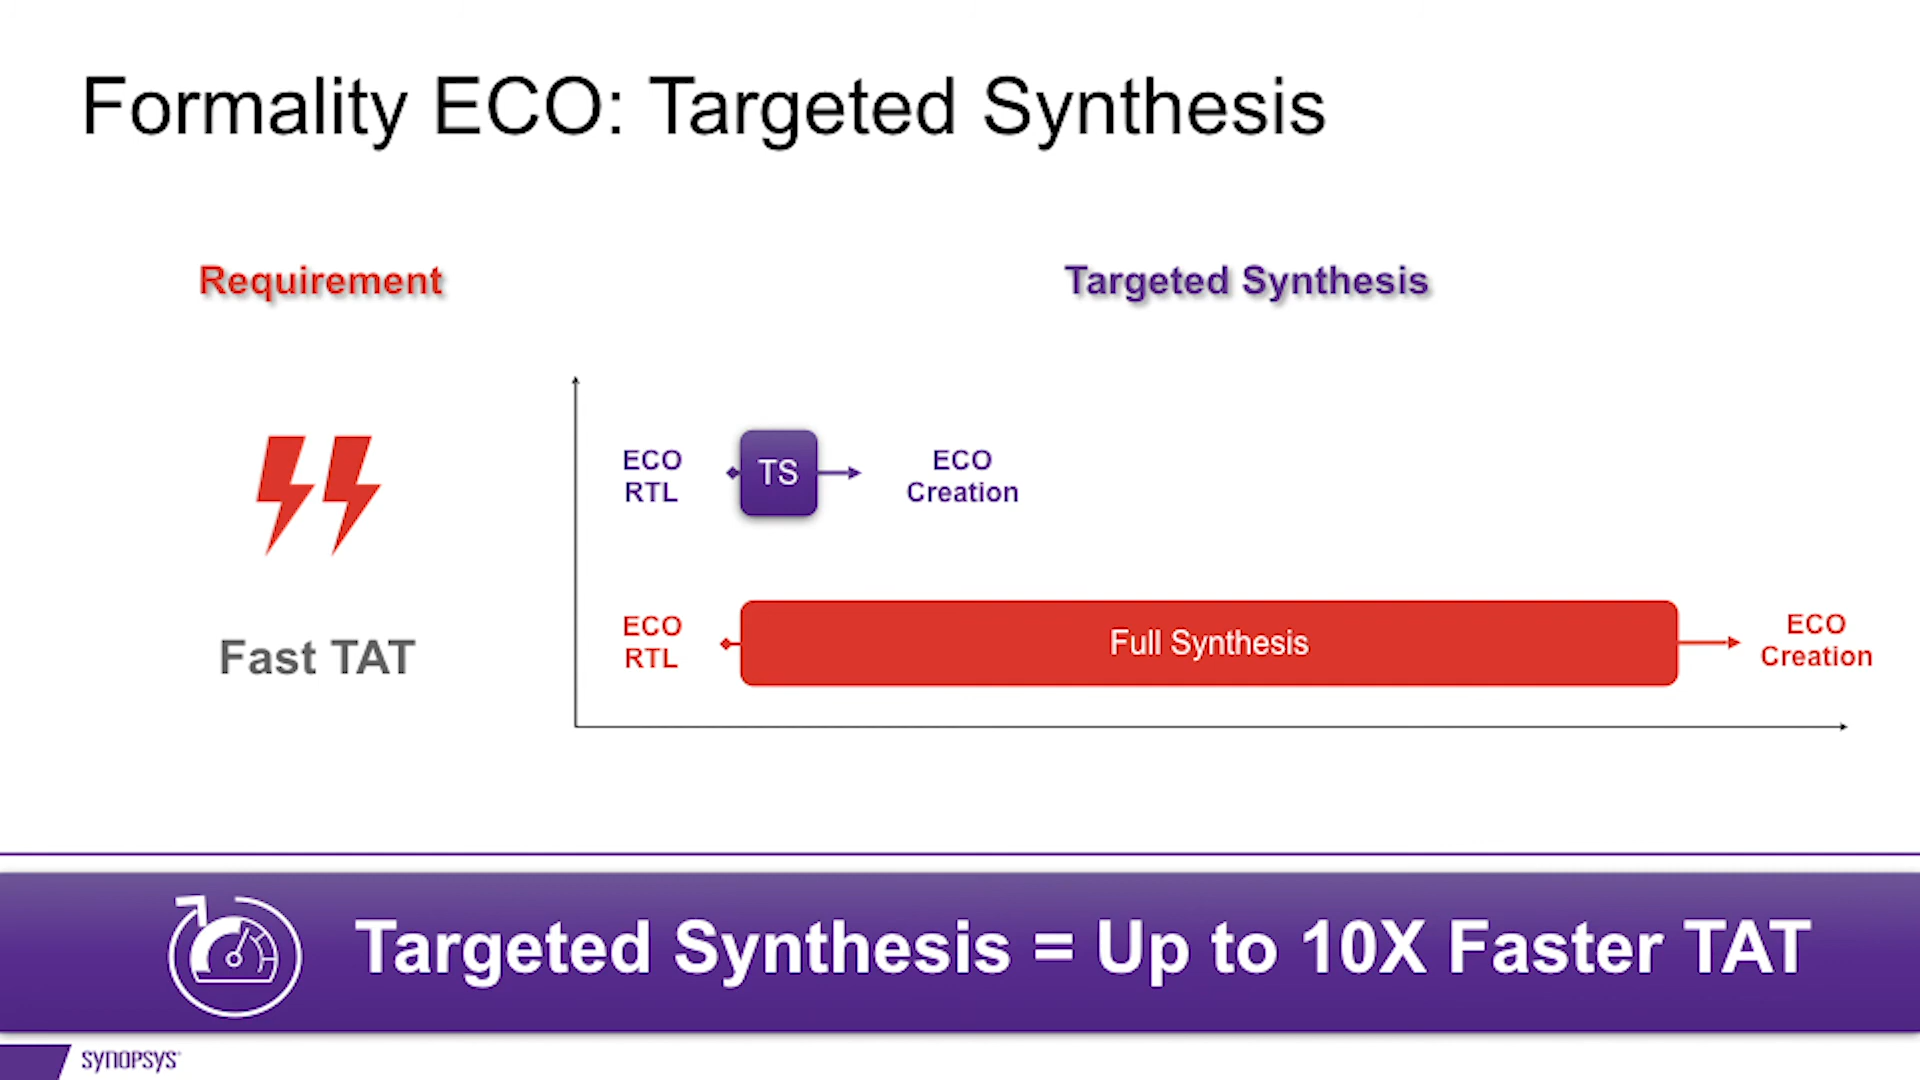 Formality ECO: Targeted Synthesis
Requirement
Targeted Synthesis
Fast TAT
ECO
RTL
TS
ECO
Creation
ECO
RTL
Full Synthesis
ECO
Creation
Targeted Synthesis = Up to 10X Faster TAT
SYNOPSYS